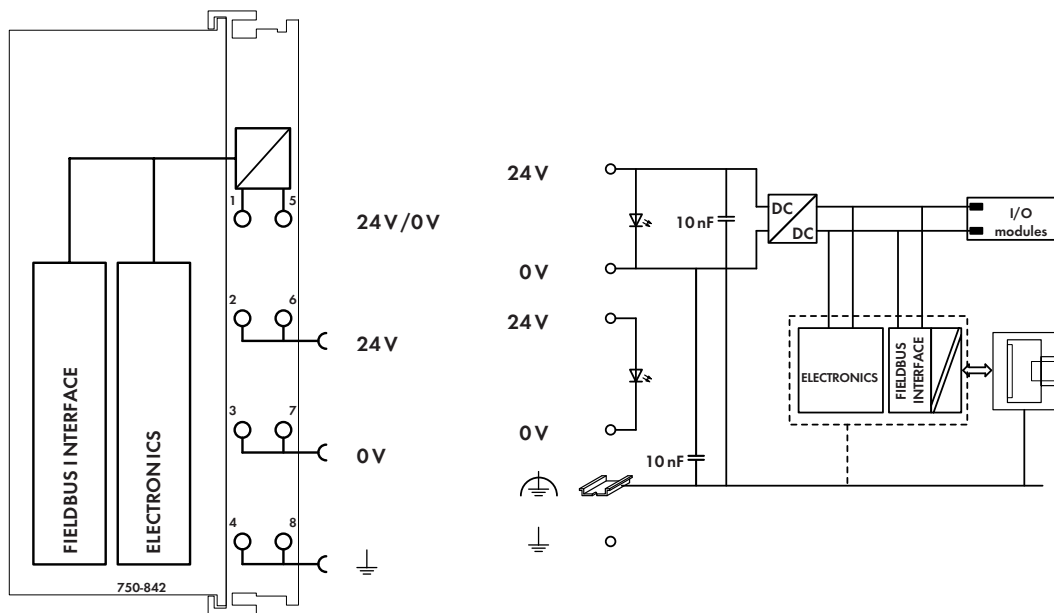 1
5
24V/0V
2
6
24V
3
7
0V
4
8
FIELDBUS INTERFACE
ELECTRONICS
750-842
24V
10nF
DC
DC
I/O
modules
0V
24V
ELECTRONICS
FIELDBUS
INTERFACE
0V
10nF